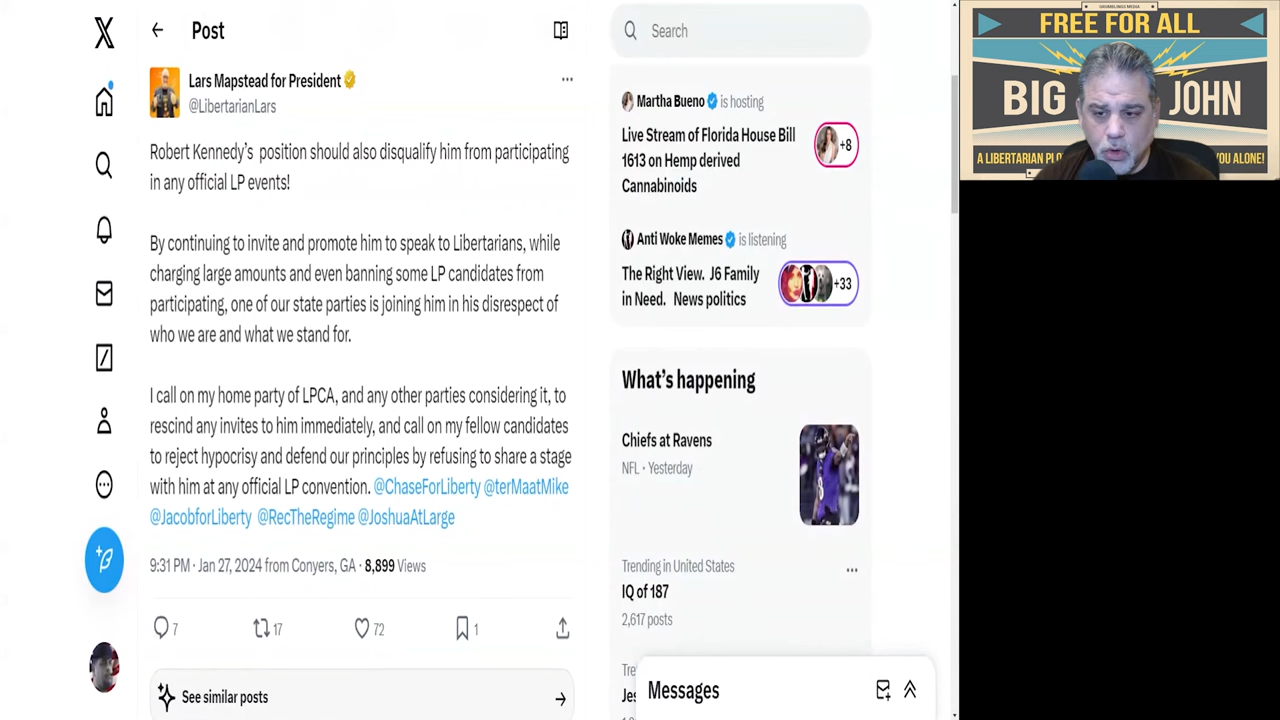 Post
Lars Mapstead for President
@LibertarianLars
Robert Kennedy's position should also disqualify him from participating
in any official LP events!
By continuing to invite and promote him to speak to Libertarians, while
charging large amounts and even banning some LP candidates from
participating, one of our state parties is joining him in his disrespect of
who we are and what we stand for.
I call on my home party of LPCA, and any other parties considering it, to
rescind any invites to him immediately, and call on my fellow candidates
to reject hypocrisy and defend our principles by refusing to share a stage
with him at any official LP convention. @ChaseForLiberty @terMaatMike
@JacobforLiberty @RecTheRegime @JoshuaAtLarge
9:31 PM · Jan 27, 2024 from Conyers, GA · 8,899 Views
7
17
72
1
See similar posts
Search
Martha Bueno is hosting
Live Stream of Florida House Bill
1613 on Hemp derived
Cannabinoids
+8
Anti Woke Memes is listening
The Right View. J6 Family
in Need. News politics
+33
What's happening
Chiefs at Ravens
NFL · Yesterday
Trending in United States
IQ of 187
2,617 posts
Messages
GRUMBLINGS MEDIA
FREE FOR ALL
BIG JOHN
A LIBERTARIAN
YOU ALONE!